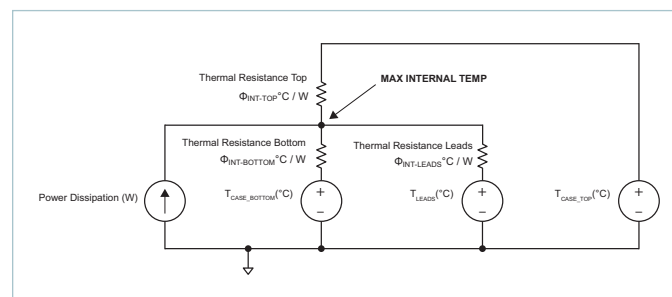 Thermal Resistance Top
MAX INTERNAL TEMP
ΦINT-TOP°C / W
Thermal Resistance Bottom
ΦINT-BOTTOM°C / W
Thermal Resistance Leads
ΦINT-LEADS°C / W
Power Dissipation (W)
TCASE_BOTTOM(°C)
+
–
TLEADS(°C)
+
–
TCASE_TOP(°C)
+
–